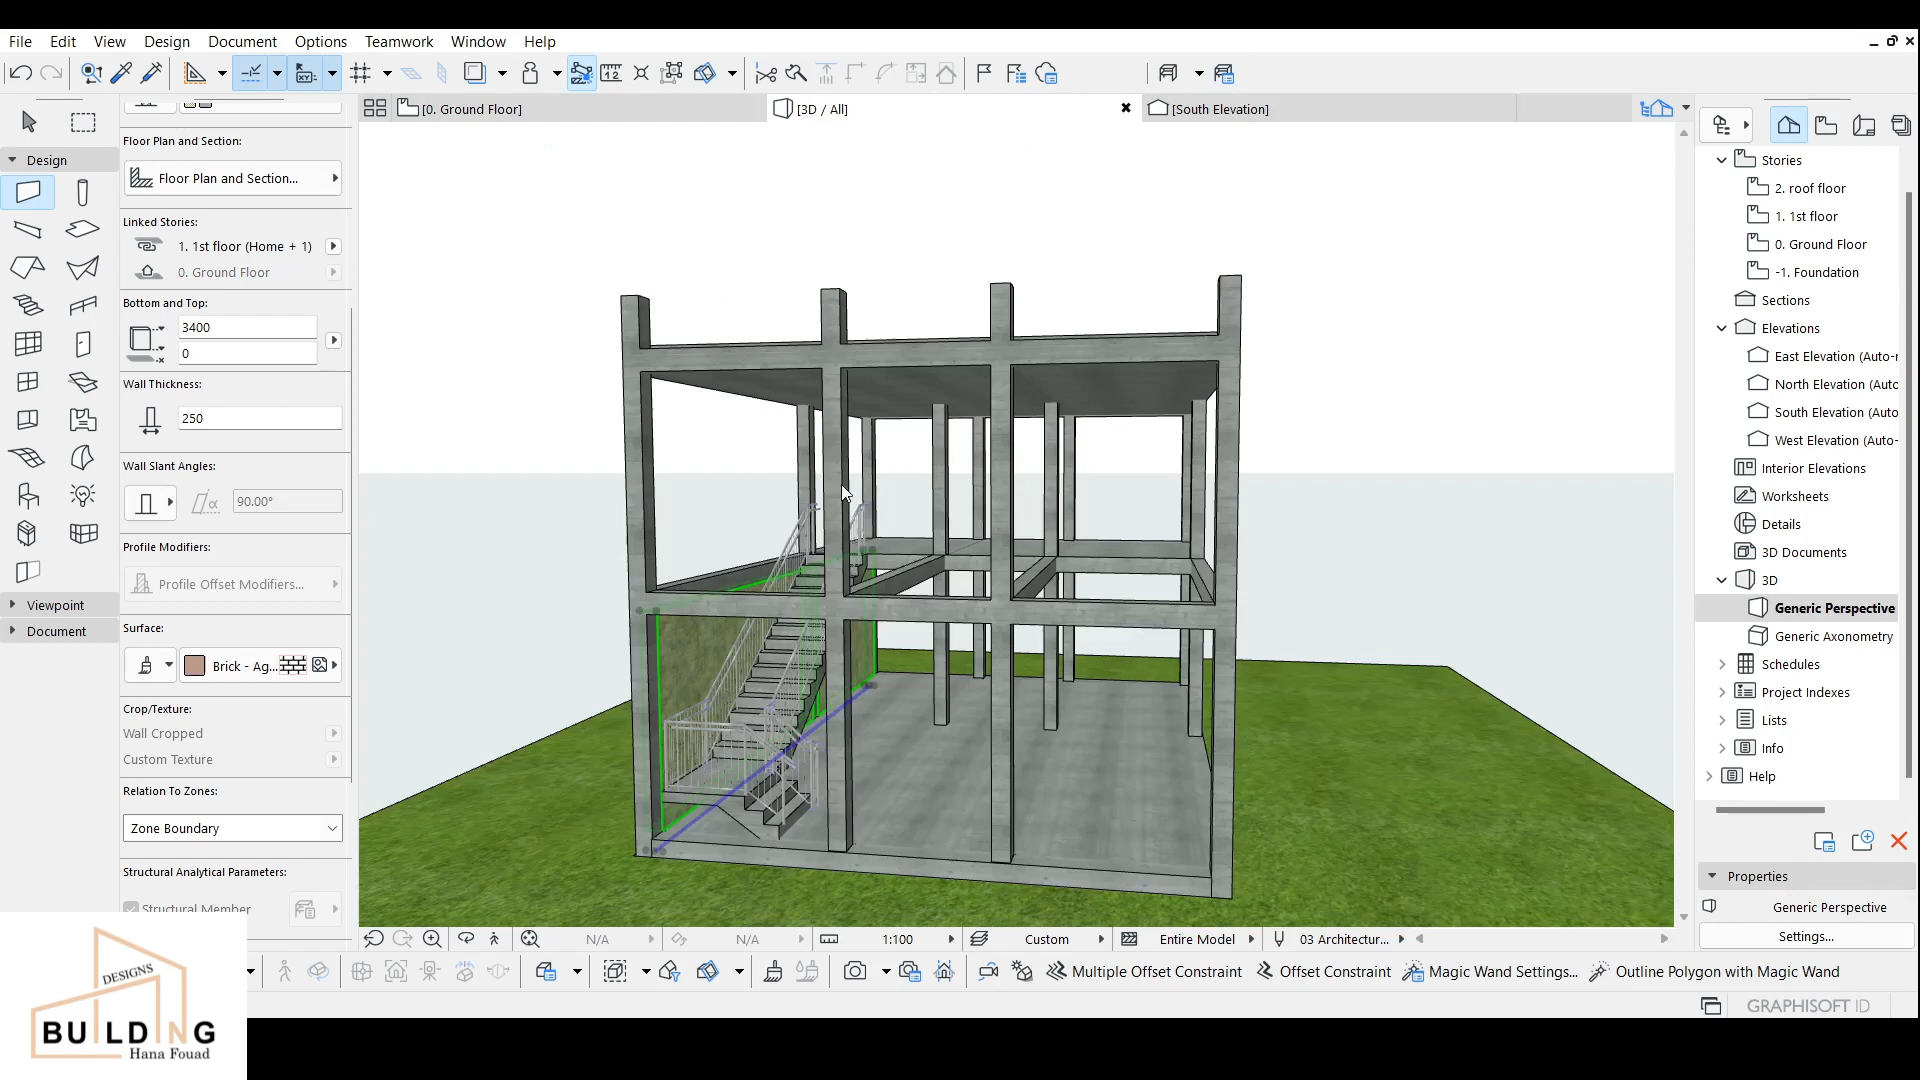 File Edit View Design Document Options Teamwork Window Help
[0. Ground Floor]
[3D / All]
[South Elevation]
Design
Viewpoint
Document
Floor Plan and Section:
Floor Plan and Section...
Linked Stories:
1. 1st floor (Home + 1)
0. Ground Floor
Bottom and Top:
3400
0
Wall Thickness:
250
Wall Slant Angles:
90.00°
Profile Modifiers:
Profile Offset Modifiers...
Surface:
Brick - Ag...
Crop/Texture:
Wall Cropped
Custom Texture
Relation To Zones:
Zone Boundary
Structural Analytical Parameters:
Structural Member
Stories
2. roof floor
1. 1st floor
0. Ground Floor
-1. Foundation
Sections
Elevations
East Elevation (Auto-r
North Elevation (Auto
South Elevation (Auto
West Elevation (Auto-
Interior Elevations
Worksheets
Details
3D Documents
3D
Generic Perspective
Generic Axonometry
Schedules
Project Indexes
Lists
Info
Help
Properties
Generic Perspective
Settings...
N/A N/A 1:100 Custom Entire Model 03 Architectur...
Multiple Offset Constraint Offset Constraint Magic Wand Settings... Outline Polygon with Magic Wand
GRAPHISOFT ID
DESIGNS
BUILDING
Hana Fouad